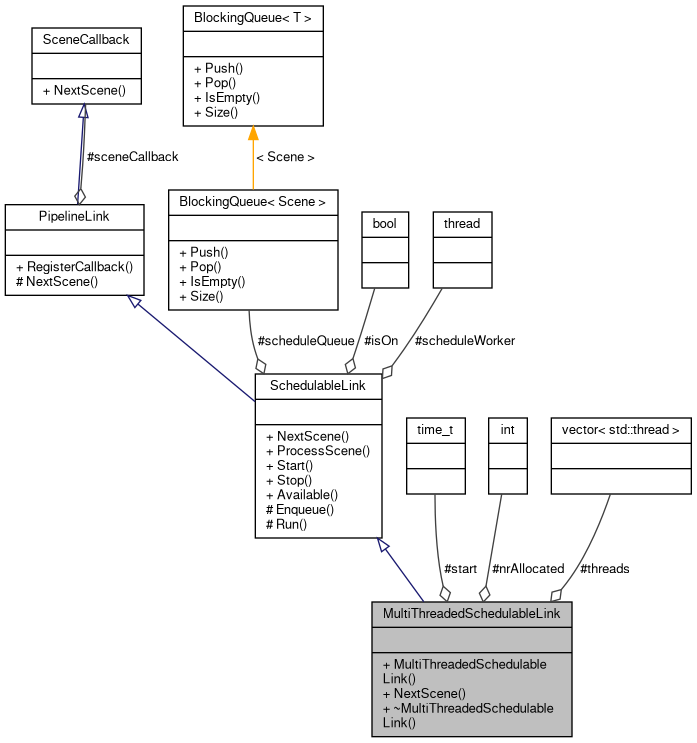 BlockingQueue< T >
+ Push()
+ Pop()
+ IsEmpty()
+ Size()
SceneCallback
+ NextScene()
#sceneCallback
< Scene >
PipelineLink
+ RegisterCallback()
# NextScene()
BlockingQueue< Scene >
+ Push()
+ Pop()
+ IsEmpty()
+ Size()
bool
thread
#scheduleQueue
#isOn
#scheduleWorker
SchedulableLink
+ NextScene()
+ ProcessScene()
+ Start()
+ Stop()
+ Available()
# Enqueue()
# Run()
time_t
int
vector< std::thread >
#start
#nrAllocated
#threads
MultiThreadedSchedulableLink
+ MultiThreadedSchedulable
Link()
+ NextScene()
+ ~MultiThreadedSchedulable
Link()